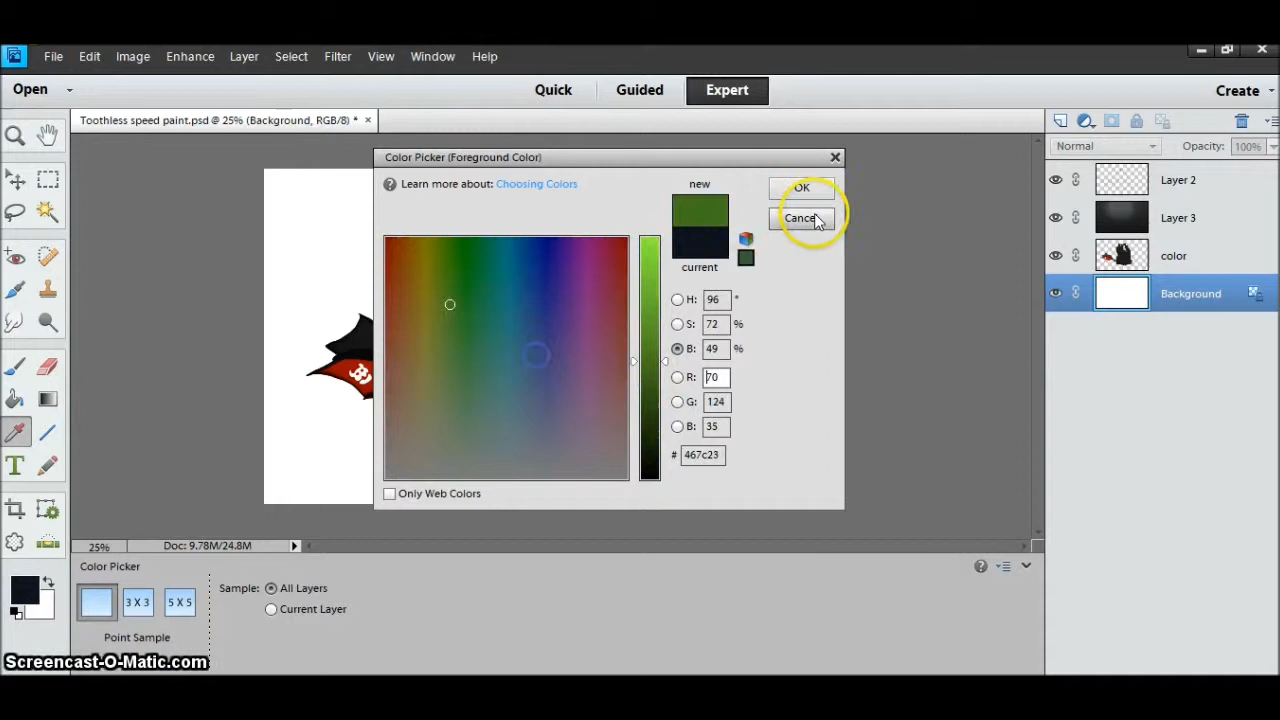 File Edit Image Enhance Layer Select Filter View Window Help
Open Quick Guided Expert Create
Toothless speed paint.psd @ 25% (Background, RGB/8) * ×
Normal Opacity: 100%
Color Picker (Foreground Color)
Learn more about: Choosing Colors
new
OK
Cancel
current
H: 96 °
S: 72 %
B: 49 %
R: 70
G: 124
B: 35
# 467c23
Only Web Colors
Layer 2
Layer 3
color
Background
25% Doc: 9.78M/24.8M
Color Picker
3 X 3 5 X 5
Point Sample
Sample: All Layers
Current Layer
Screencast-O-Matic.com